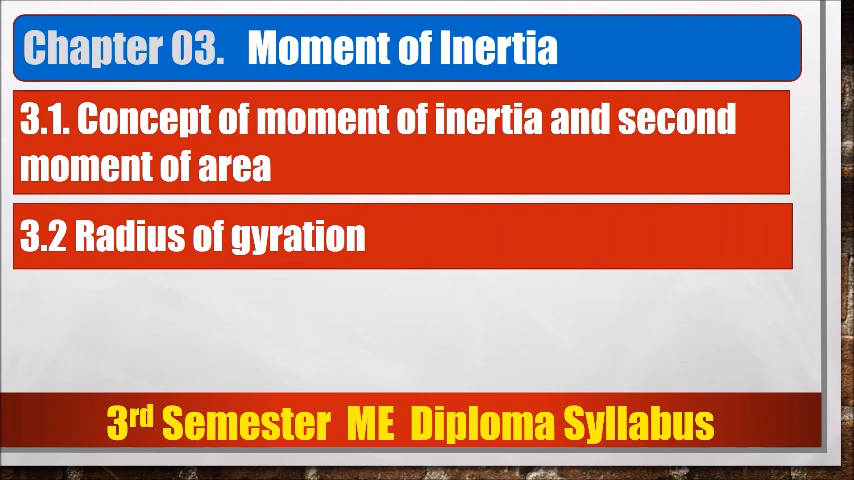 Chapter 03. Moment of Inertia
3.1. Concept of moment of inertia and second
moment of area
3.2 Radius of gyration
3rd Semester ME Diploma Syllabus